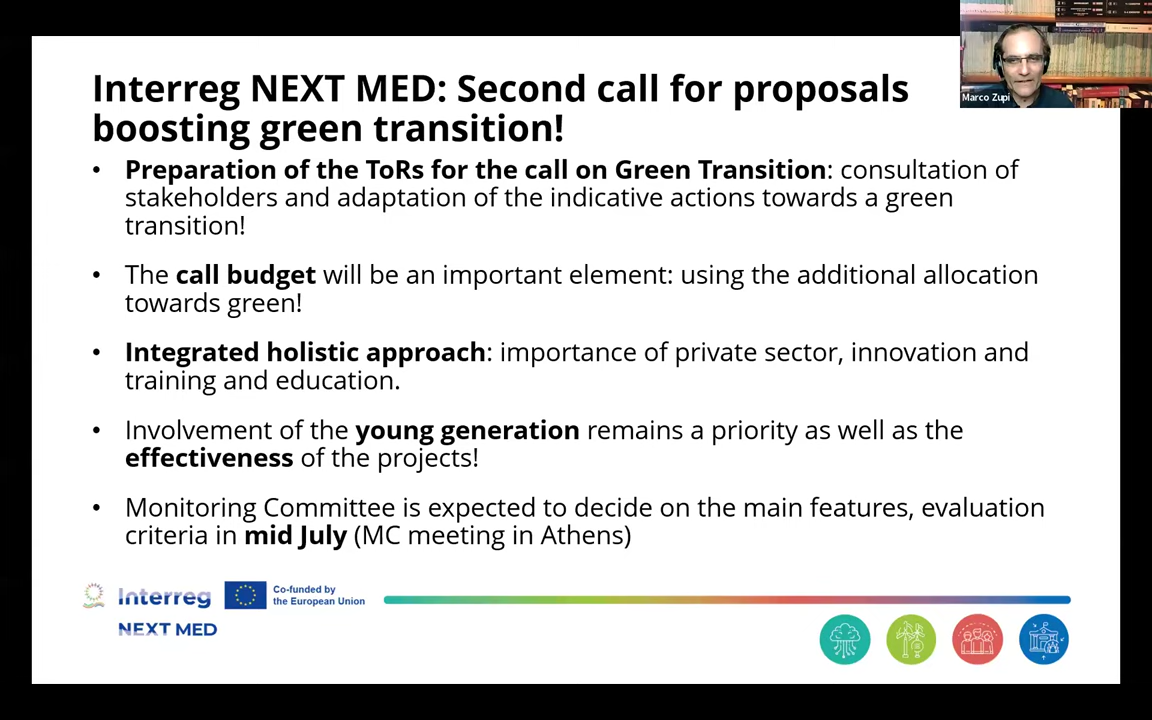 Interreg NEXT MED: Second call for proposals
boosting green transition!
Marco Zupi
• Preparation of the ToRs for the call on Green Transition: consultation of
stakeholders and adaptation of the indicative actions towards a green
transition!
• The call budget will be an important element: using the additional allocation
towards green!
• Integrated holistic approach: importance of private sector, innovation and
training and education.
• Involvement of the young generation remains a priority as well as the
effectiveness of the projects!
• Monitoring Committee is expected to decide on the main features, evaluation
criteria in mid July (MC meeting in Athens)
Interreg
Co-funded by
the European Union
NEXT MED